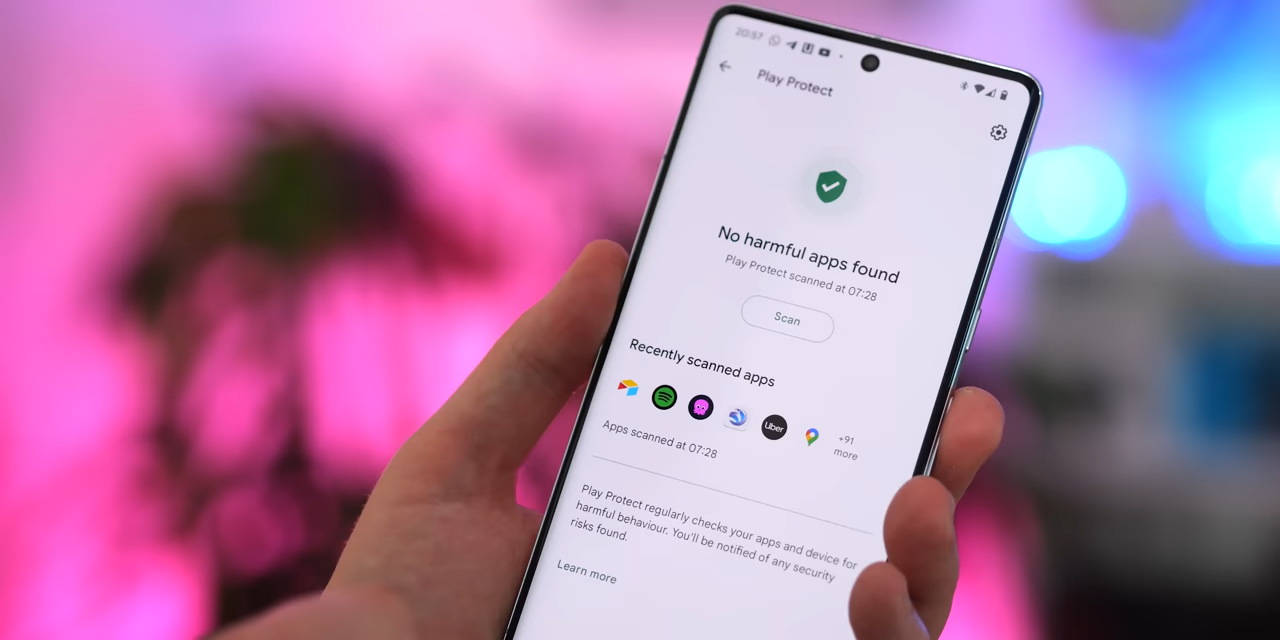 20:57
Play Protect
No harmful apps found
Play Protect scanned at 07:28
Scan
Recently scanned apps
Uber
+91
more
Apps scanned at 07:28
Play Protect regularly checks your apps and device for
harmful behaviour. You'll be notified of any security
risks found.
Learn more